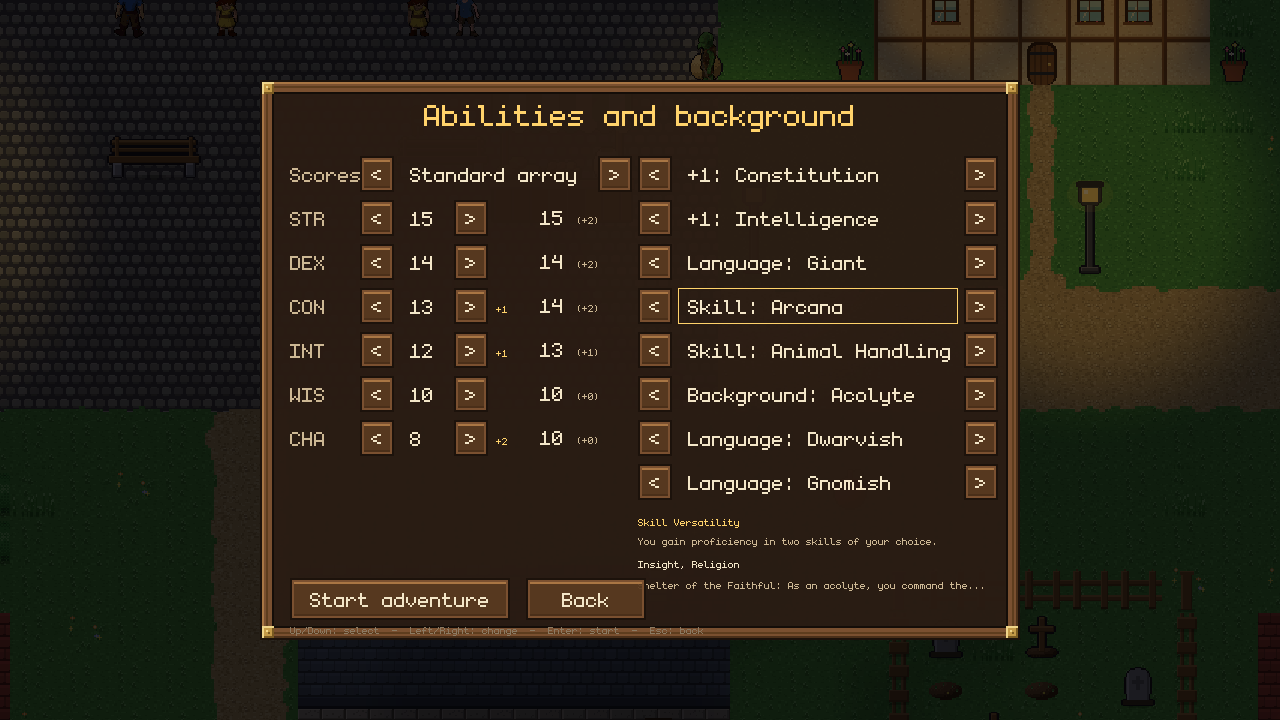 Abilities and background
Scores < Standard array > < +1: Constitution >
STR < 15 > 15 (+2) < +1: Intelligence >
DEX < 14 > 14 (+2) < Language: Giant >
CON < 13 > +1 14 (+2) < Skill: Arcana >
INT < 12 > +1 13 (+1) < Skill: Animal Handling >
WIS < 10 > 10 (+0) < Background: Acolyte >
CHA < 8 > +2 10 (+0) < Language: Dwarvish >
< Language: Gnomish >
Skill Versatility
You gain proficiency in two skills of your choice.
Insight, Religion
of the Faithful: As an acolyte, you command the...
Start adventure Back
Up/Down: select - Left/Right: change - Enter: start - Esc: back